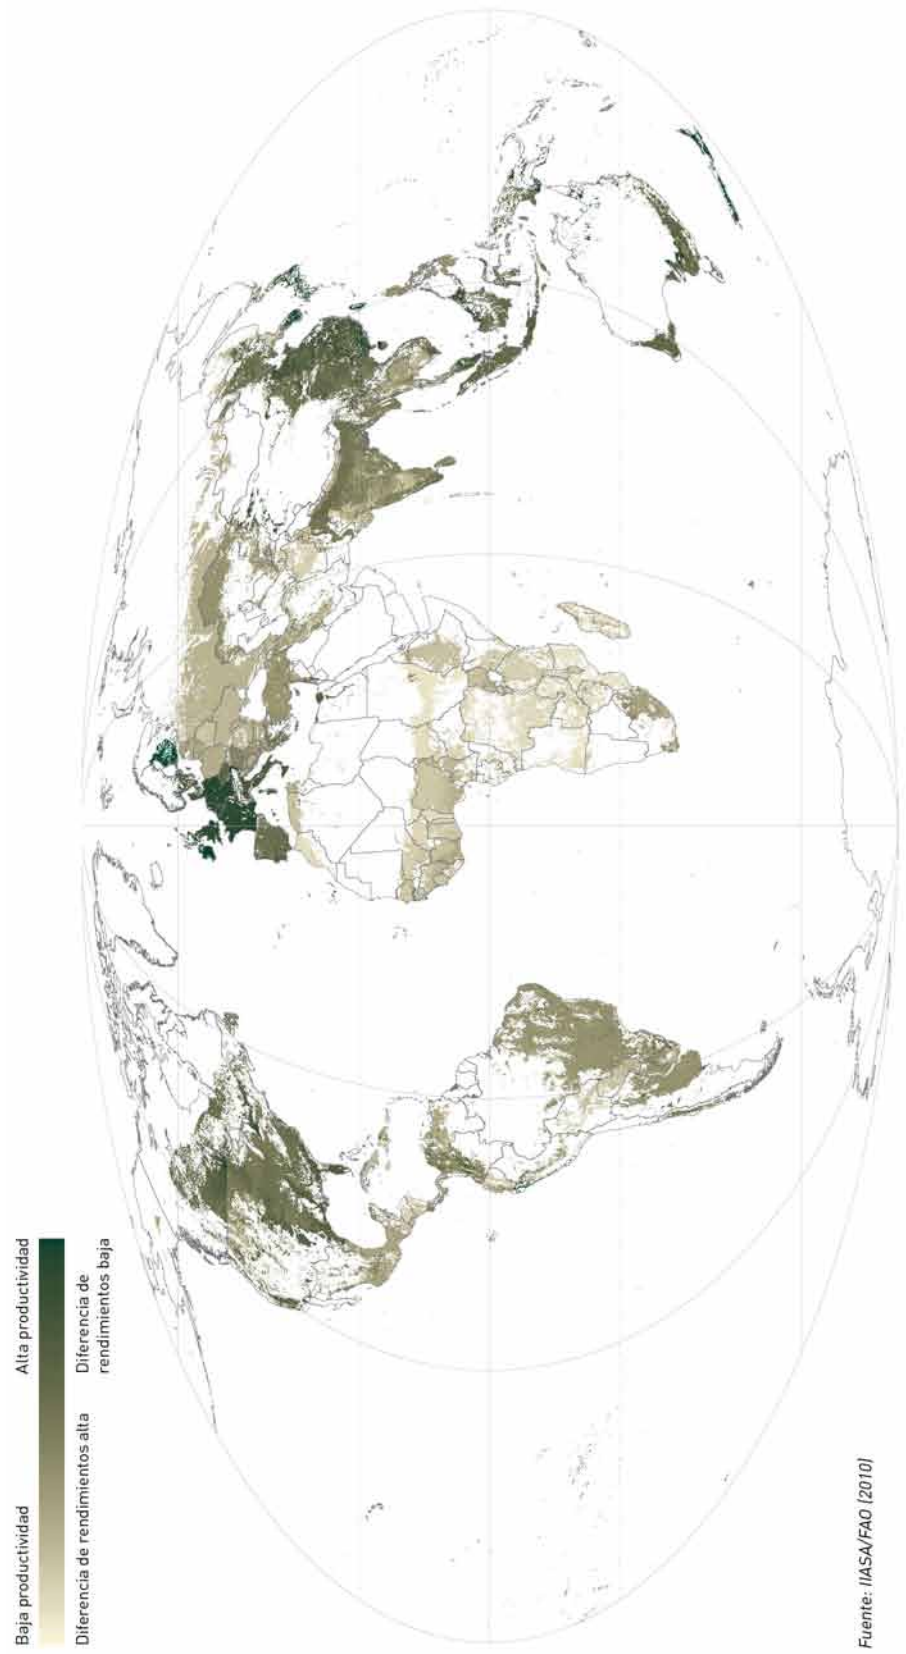 Baja productividad
Alta productividad
Diferencia de rendimientos alta
Diferencia de
rendimientos baja
Fuente: IIASA/FAO (2010)